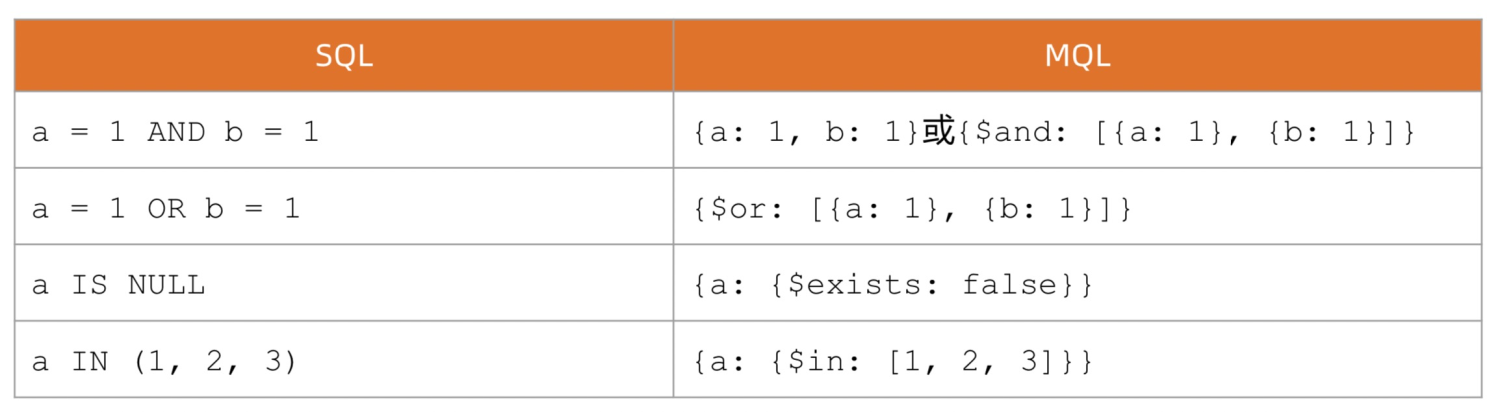 SQL MQL
a = 1 AND b = 1 {a: 1, b: 1}或{$and: [{a: 1}, {b: 1}]}
a = 1 OR b = 1 {$or: [{a: 1}, {b: 1}]}
a IS NULL {a: {$exists: false}}
a IN (1, 2, 3) {a: {$in: [1, 2, 3]}}